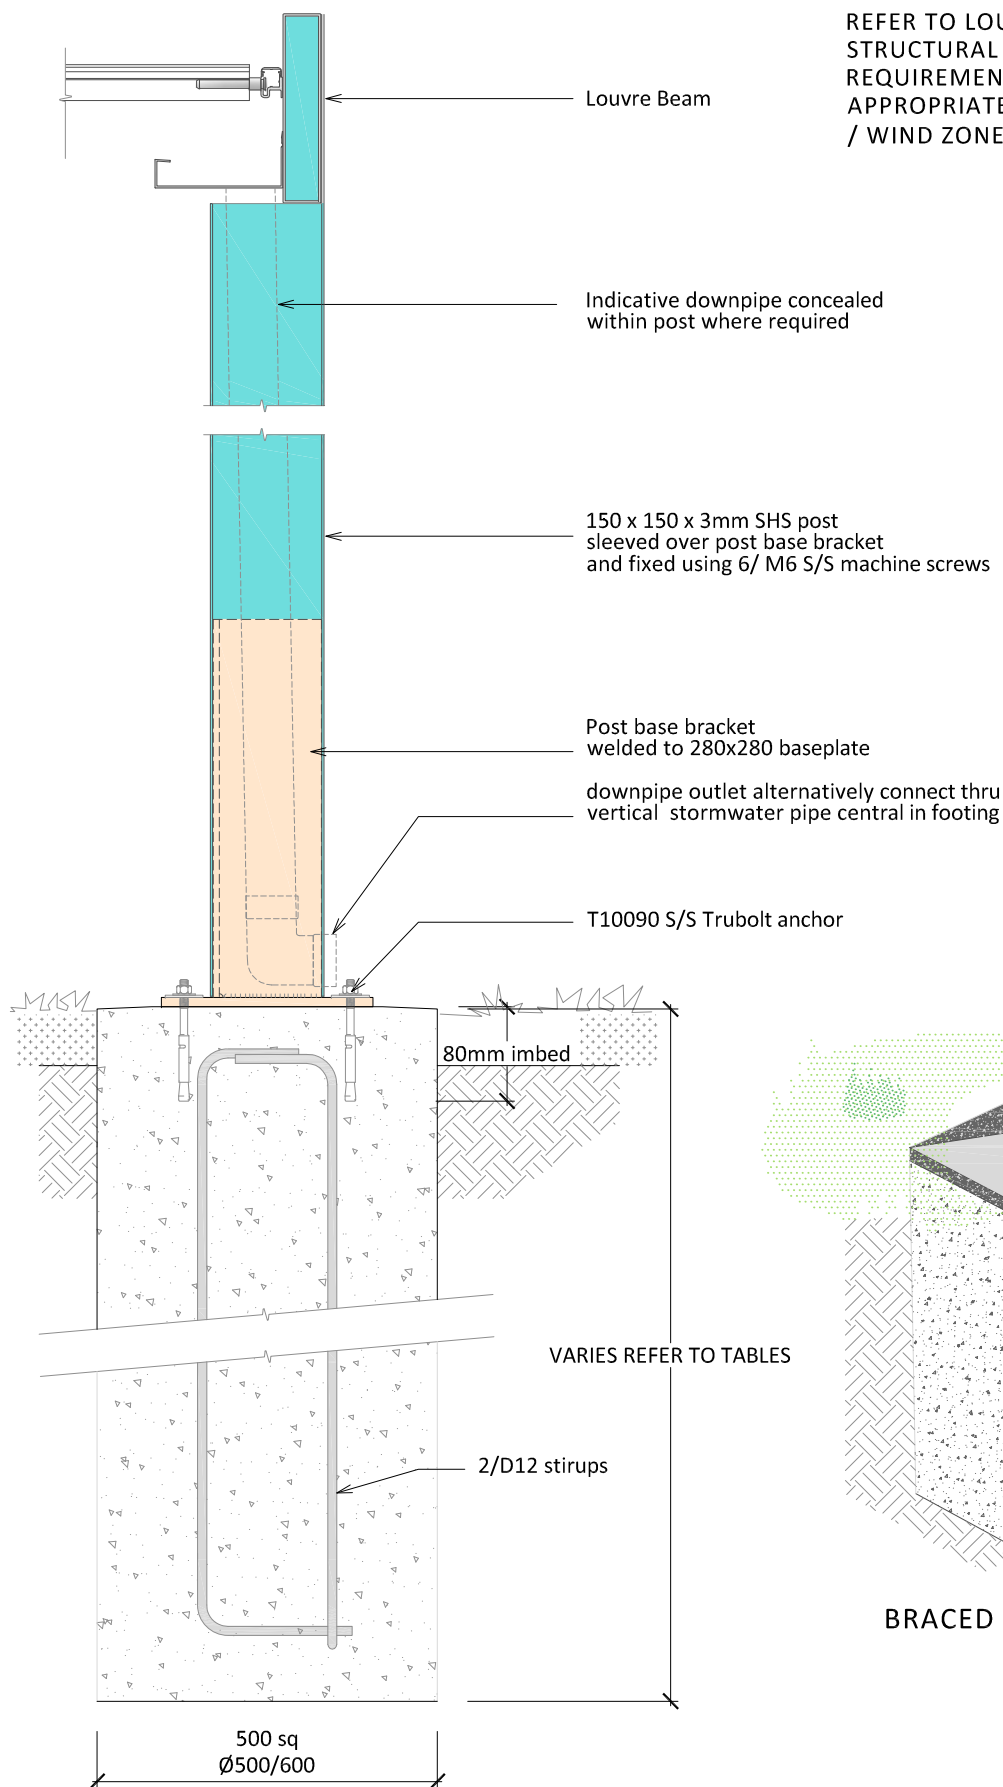 REFER TO LOU
STRUCTURAL
REQUIREMEN
APPROPRIATE
/ WIND ZONE
Louvre Beam
Indicative downpipe concealed
within post where required
150 x 150 x 3mm SHS post
sleeved over post base bracket
and fixed using 6/ M6 S/S machine screws
Post base bracket
welded to 280x280 baseplate
downpipe outlet alternatively connect thru
vertical stormwater pipe central in footing
T10090 S/S Trubolt anchor
80mm imbed
VARIES REFER TO TABLES
2/D12 stirups
BRACED
500 sq
Ø500/600